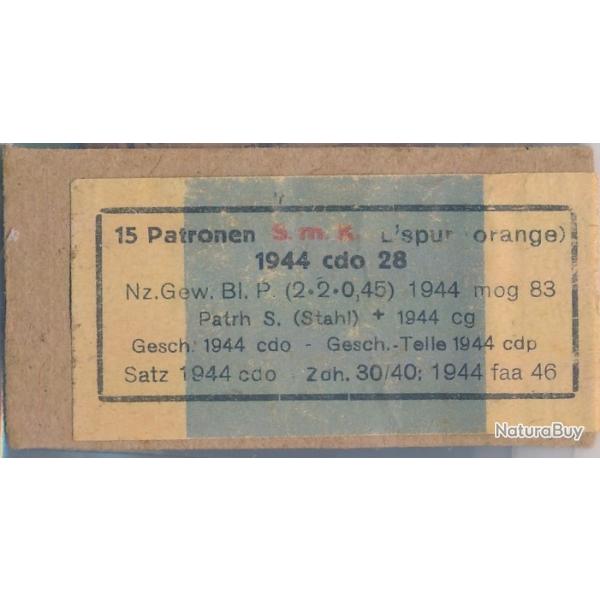 15 Patronen S. m. K. L'spur (orange)
1944 cdo 28
Nz.Gew. Bl. P. (2·2·0,45) 1944 mog 83
Patrh S. (Stahl) + 1944 cg
Gesch. 1944 cdo - Gesch.-Teile 1944 cdp
Satz 1944 cdo - Zdh. 30/40: 1944 faa 46
NaturaBuy